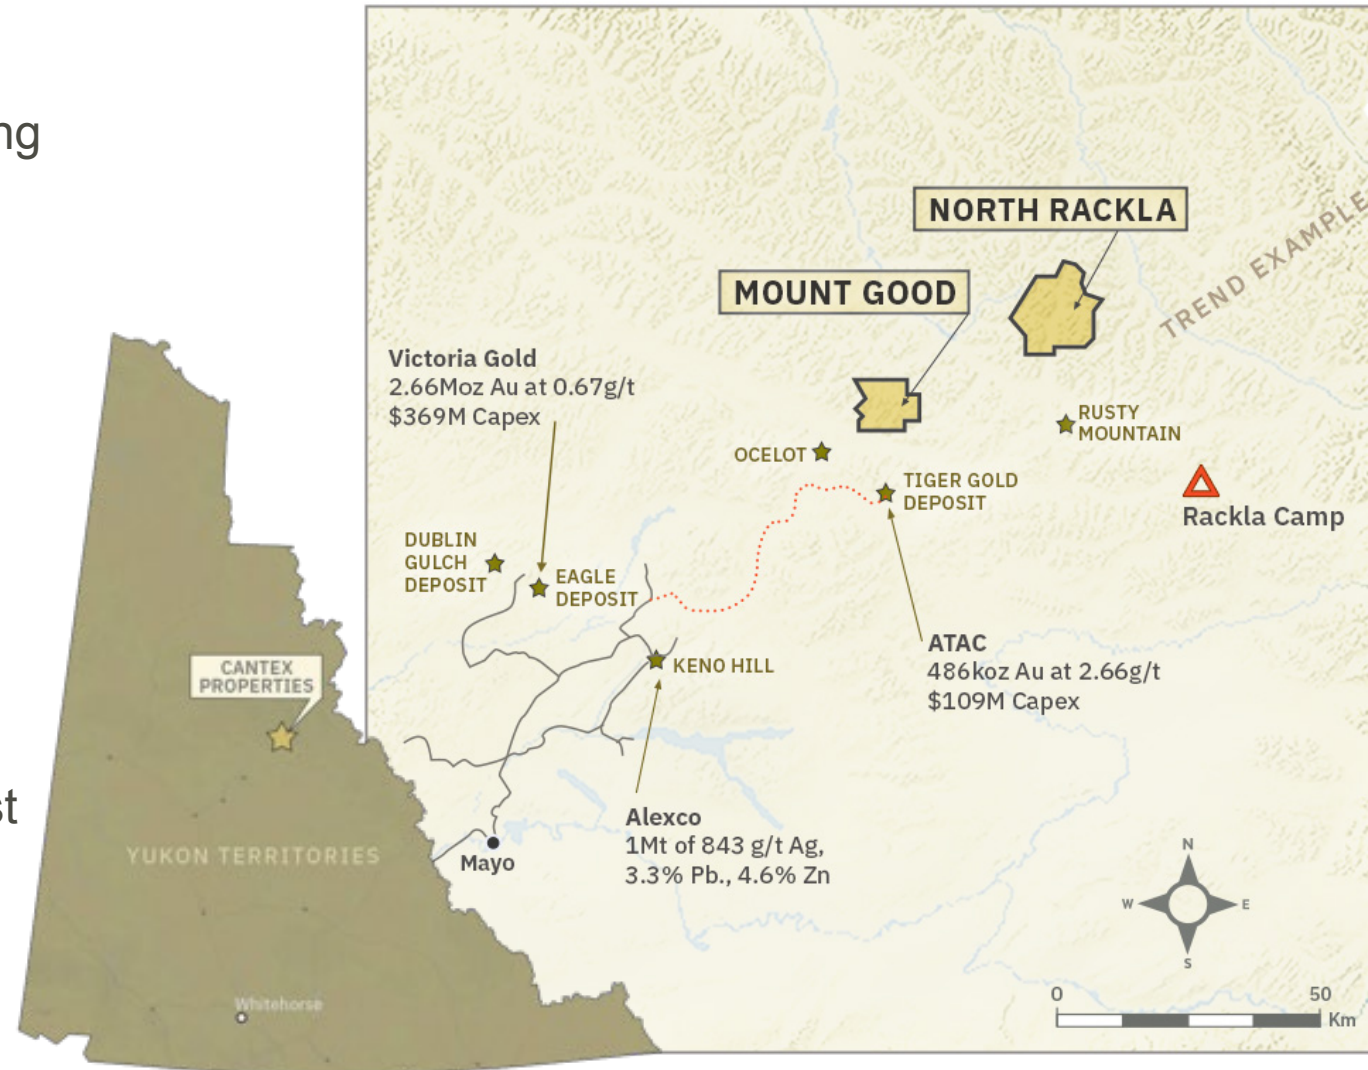 ng
st
NORTH RACKLA
TREND EXAMPLE
MOUNT GOOD
Victoria Gold
2.66Moz Au at 0.67g/t
$369M Capex
RUSTY
MOUNTAIN
OCELOT
TIGER GOLD
DEPOSIT
Rackla Camp
DUBLIN
GULCH
DEPOSIT
EAGLE
DEPOSIT
KENO HILL
ATAC
486koz Au at 2.66g/t
$109M Capex
CANTEX
PROPERTIES
Alexco
1Mt of 843 g/t Ag,
3.3% Pb., 4.6% Zn
Mayo
YUKON TERRITORIES
Whitehorse
N
W
E
S
0
50
Km